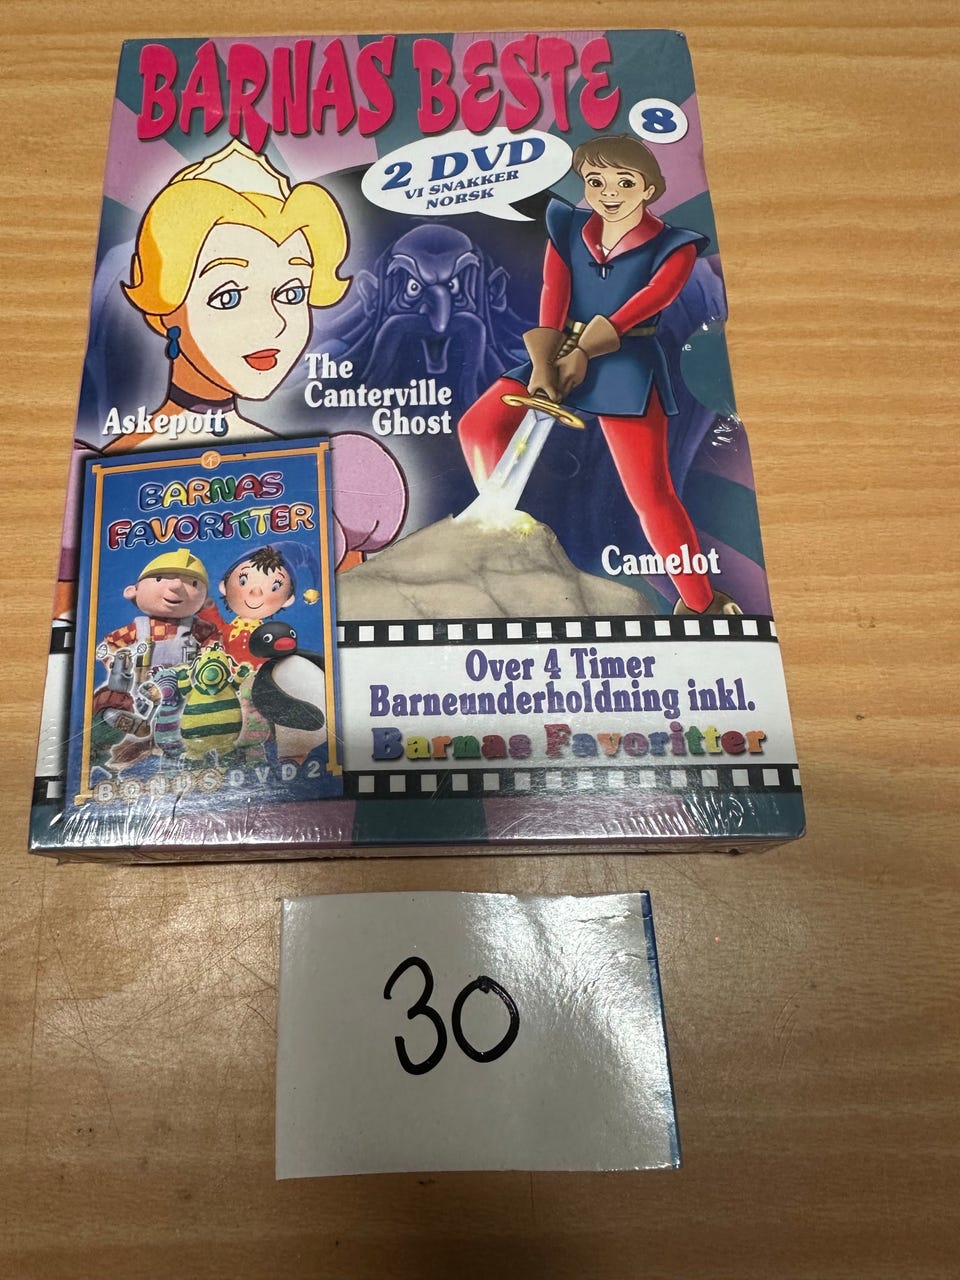 BARNAS BESTE
8
2 DVD
VI SNAKKER
NORSK
The
Canterville
Ghost
Askepott
BARNAS
FAVORITTER
Camelot
Over 4 Timer
Barneunderholdning inkl.
Barnas Favoritter
BONUS DVD 2
30